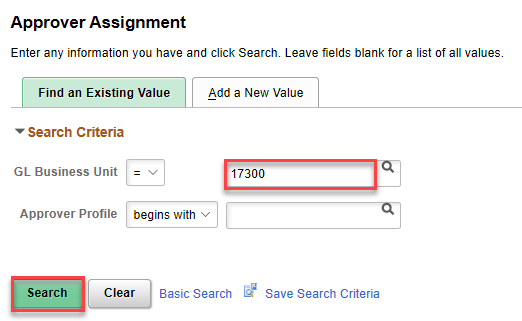 Approver Assignment
Enter any information you have and click Search. Leave fields blank for a list of all values.
Find an Existing Value Add a New Value
Search Criteria
GL Business Unit = 17300
Approver Profile begins with
Search Clear Basic Search Save Search Criteria